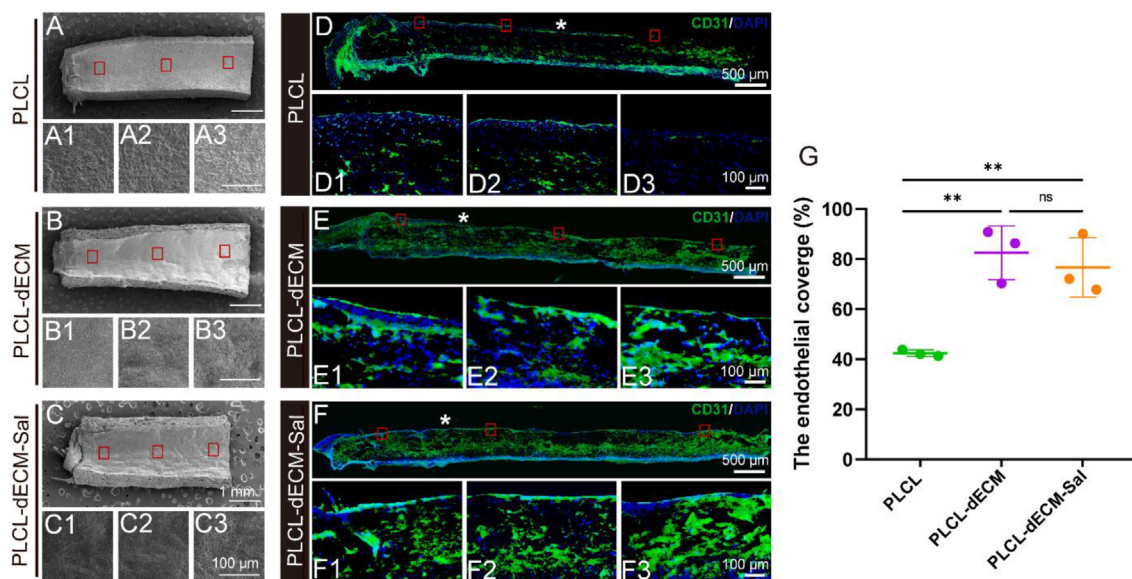 A
PLCL
A1
A2
A3
B
PLCL-dECM
B1
B2
B3
C
PLCL-dECM-Sal
1 mm
C1
C2
C3
100 µm
D
*
CD31/DAPI
PLCL
500 µm
D1
D2
D3
100 µm
E
*
CD31/DAPI
PLCL-dECM
500 µm
E1
E2
E3
100 µm
F
*
CD31/DAPI
PLCL-dECM-Sal
500 µm
F1
F2
F3
100 µm
G
**
**
ns
The endothelial coverge (%)
100
80
60
40
20
0
PLCL
PLCL-dECM
PLCL-dECM-Sal